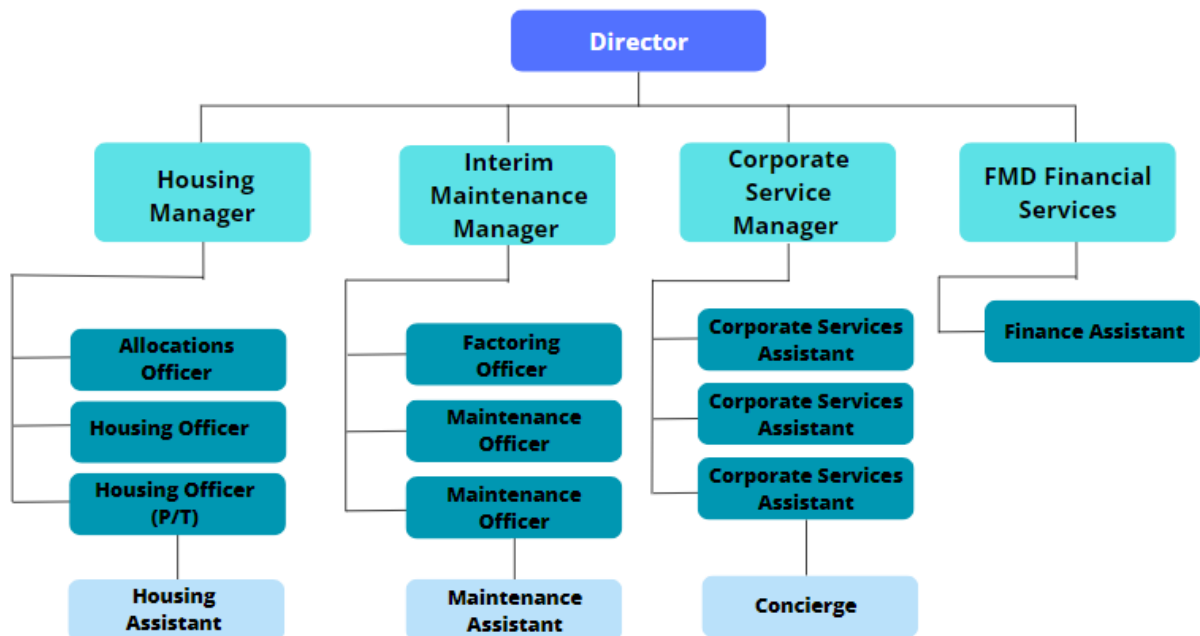 Director
Housing
Manager
Interim
Maintenance
Manager
Corporate
Service
Manager
FMD Financial
Services
Allocations
Officer
Housing Officer
Housing Officer
(P/T)
Housing
Assistant
Factoring
Officer
Maintenance
Officer
Maintenance
Officer
Maintenance
Assistant
Corporate Services
Assistant
Corporate Services
Assistant
Corporate Services
Assistant
Concierge
Finance Assistant